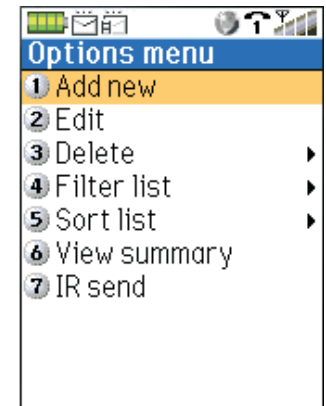 Options menu
1 Add new
2 Edit
3 Delete
4 Filter list
5 Sort list
6 View summary
7 IR send